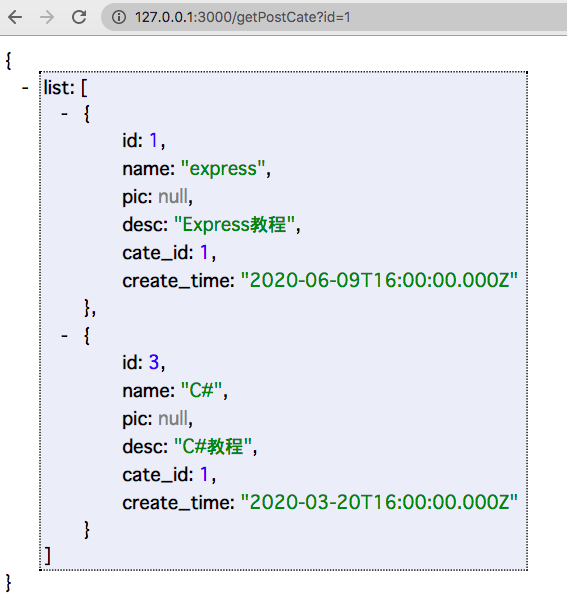 127.0.0.1:3000/getPostCate?id=1
{
- list: [
- {
id: 1,
name: "express",
pic: null,
desc: "Express教程",
cate_id: 1,
create_time: "2020-06-09T16:00:00.000Z"
},
- {
id: 3,
name: "C#",
pic: null,
desc: "C#教程",
cate_id: 1,
create_time: "2020-03-20T16:00:00.000Z"
}
]
}